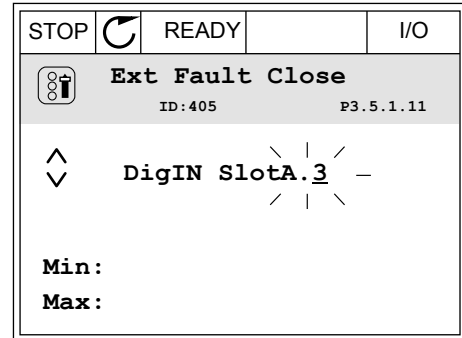 STOP READY I/O
Ext Fault Close
ID:405 P3.5.1.11
DigIN SlotA.3
Min:
Max: